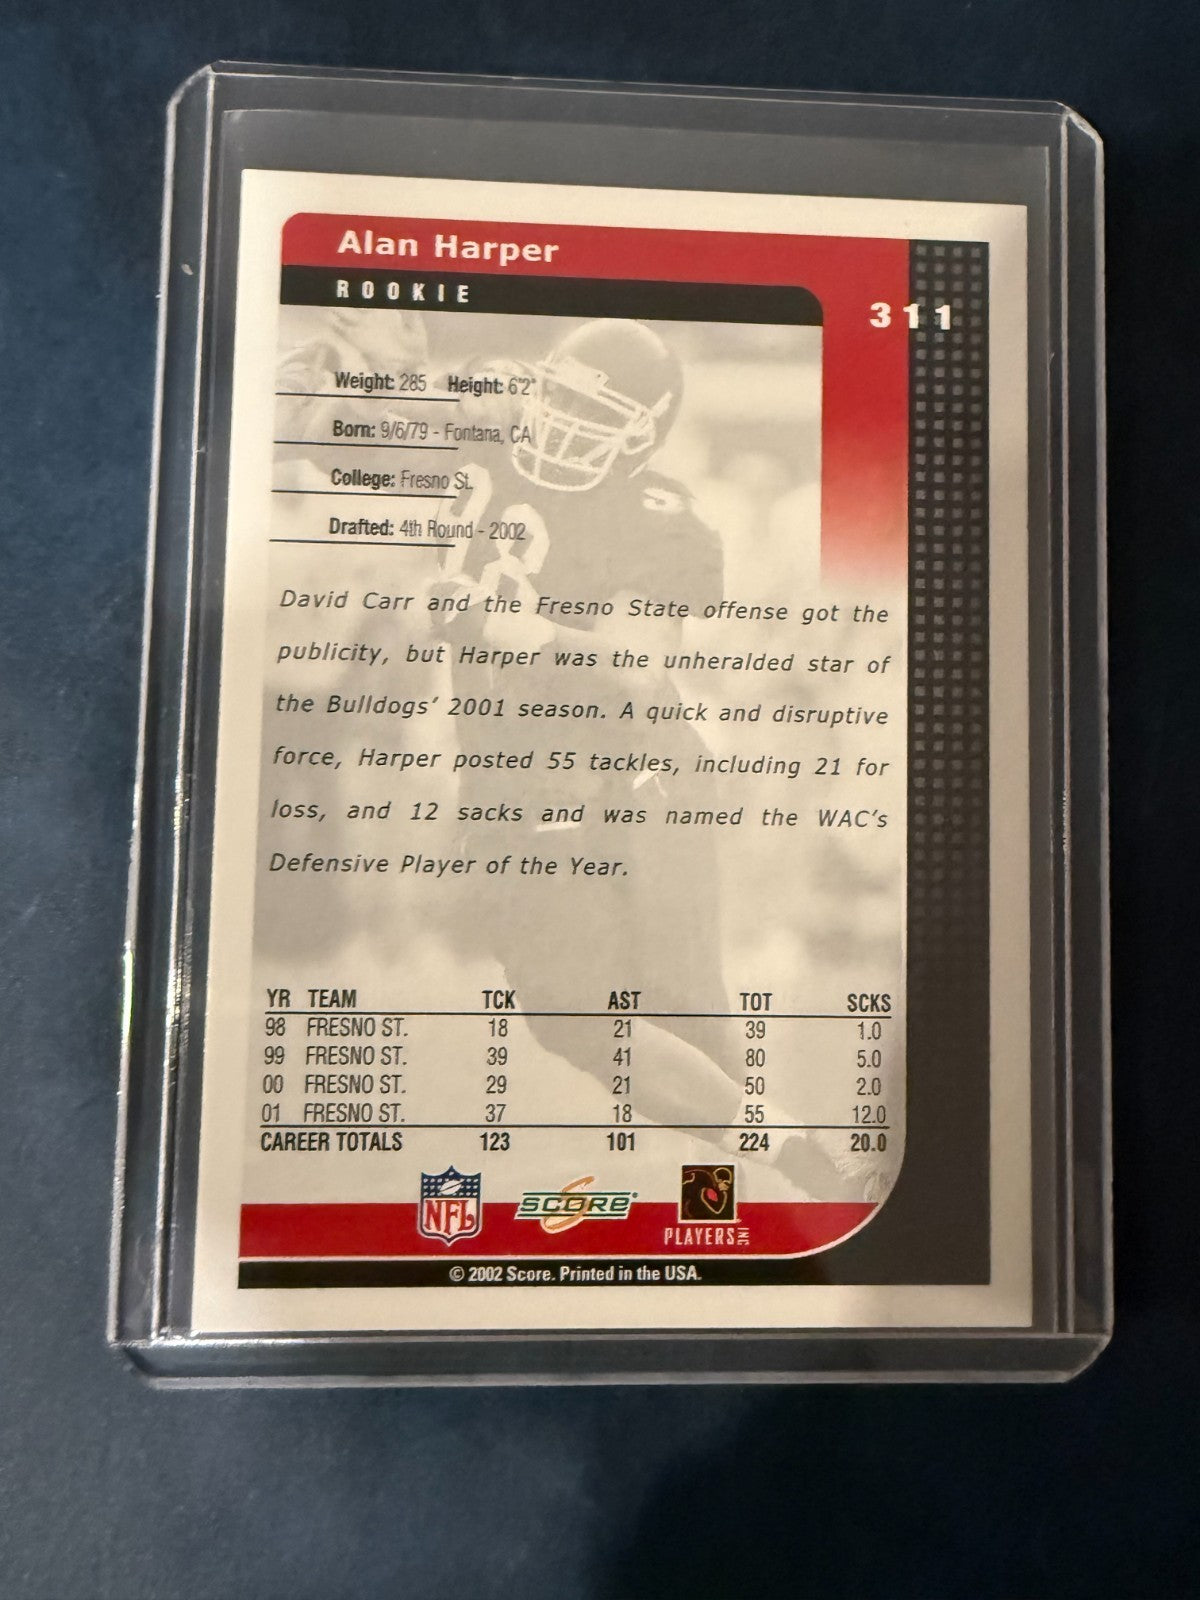 Alan Harper
ROOKIE
311
Weight: 285 Height: 6'2"
Born: 9/6/79 - Fontana, CA
College: Fresno St.
Drafted: 4th Round - 2002
David Carr and the Fresno State offense got the
publicity, but Harper was the unheralded star of
the Bulldogs' 2001 season. A quick and disruptive
force, Harper posted 55 tackles, including 21 for
loss, and 12 sacks and was named the WAC's
Defensive Player of the Year.
YR TEAM TCK AST TOT SCKS
98 FRESNO ST. 18 21 39 1.0
99 FRESNO ST. 39 41 80 5.0
00 FRESNO ST. 29 21 50 2.0
01 FRESNO ST. 37 18 55 12.0
CAREER TOTALS 123 101 224 20.0
NFL SCORE PLAYERS INC
© 2002 Score. Printed in the USA.